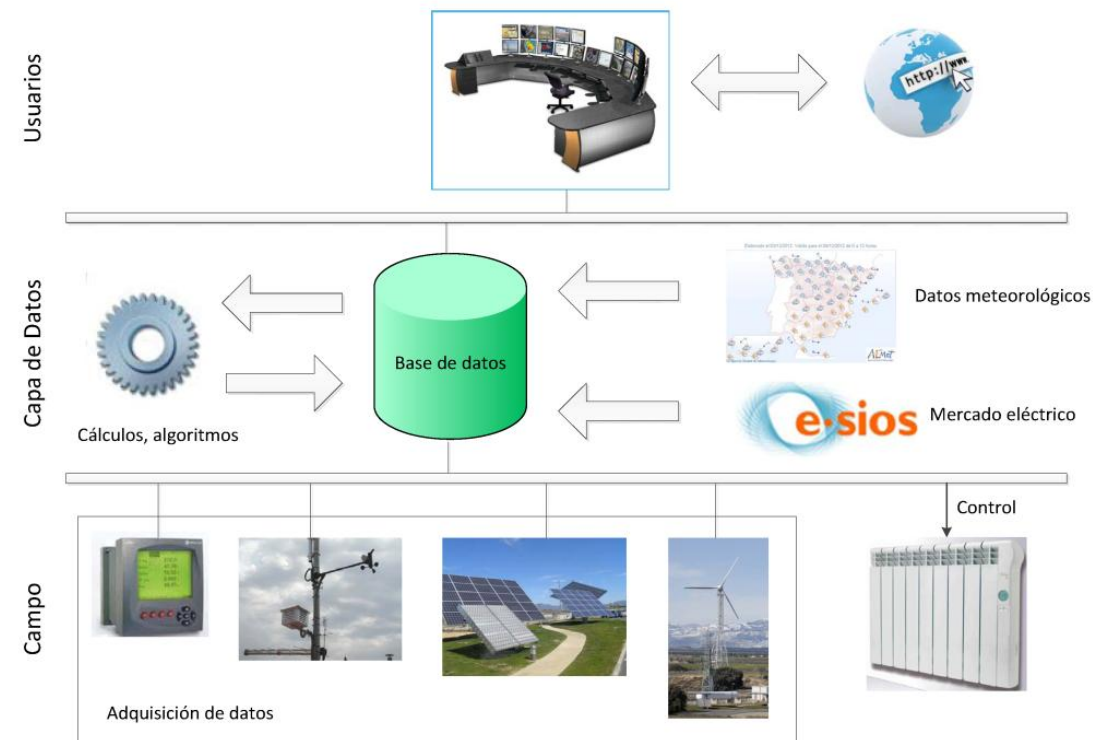 Usuarios
http://www.
Capa de Datos
Base de datos
Datos meteorológicos
AEMet
e·sios
Mercado eléctrico
Cálculos, algoritmos
Control
Campo
Adquisición de datos